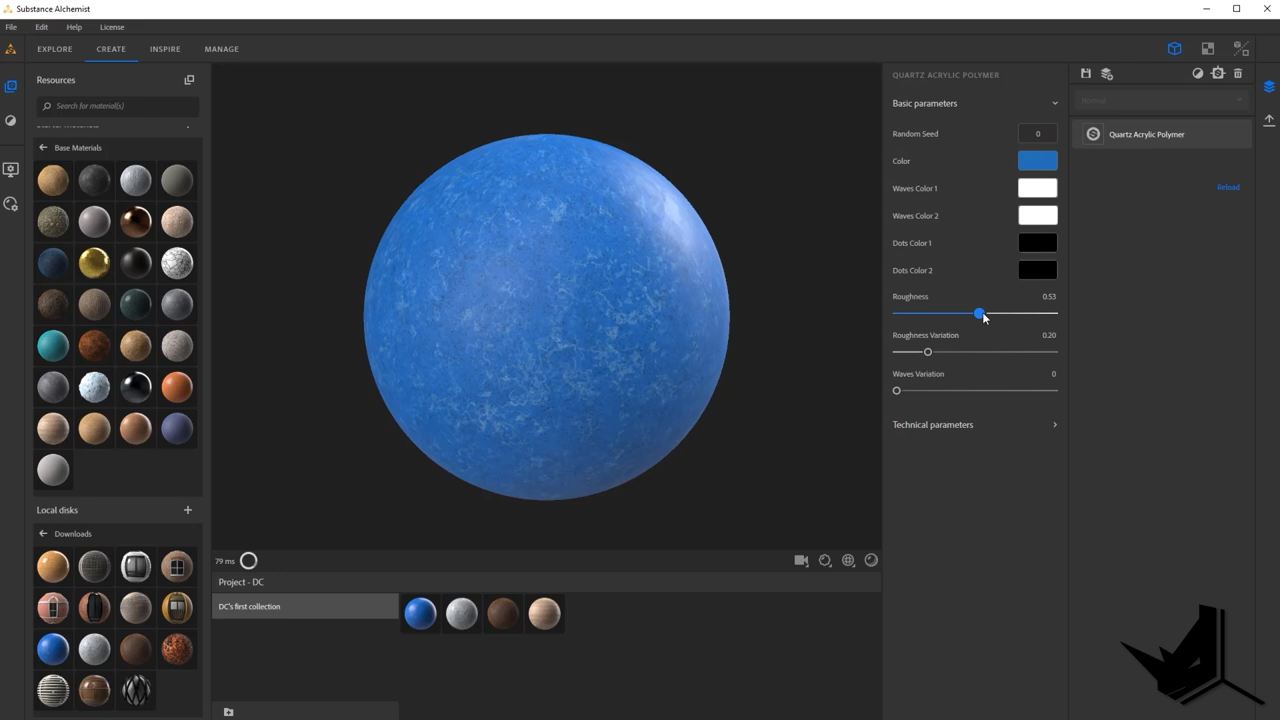 Substance Alchemist
File Edit Help License
EXPLORE CREATE INSPIRE MANAGE
Resources
Search for material(s)
Base Materials
Local disks
Downloads
79 ms
Project - DC
DC's first collection
QUARTZ ACRYLIC POLYMER
Basic parameters
Random Seed 0
Color
Waves Color 1
Waves Color 2
Dots Color 1
Dots Color 2
Roughness 0.53
Roughness Variation 0.20
Waves Variation 0
Technical parameters
Normal
Quartz Acrylic Polymer
Reload